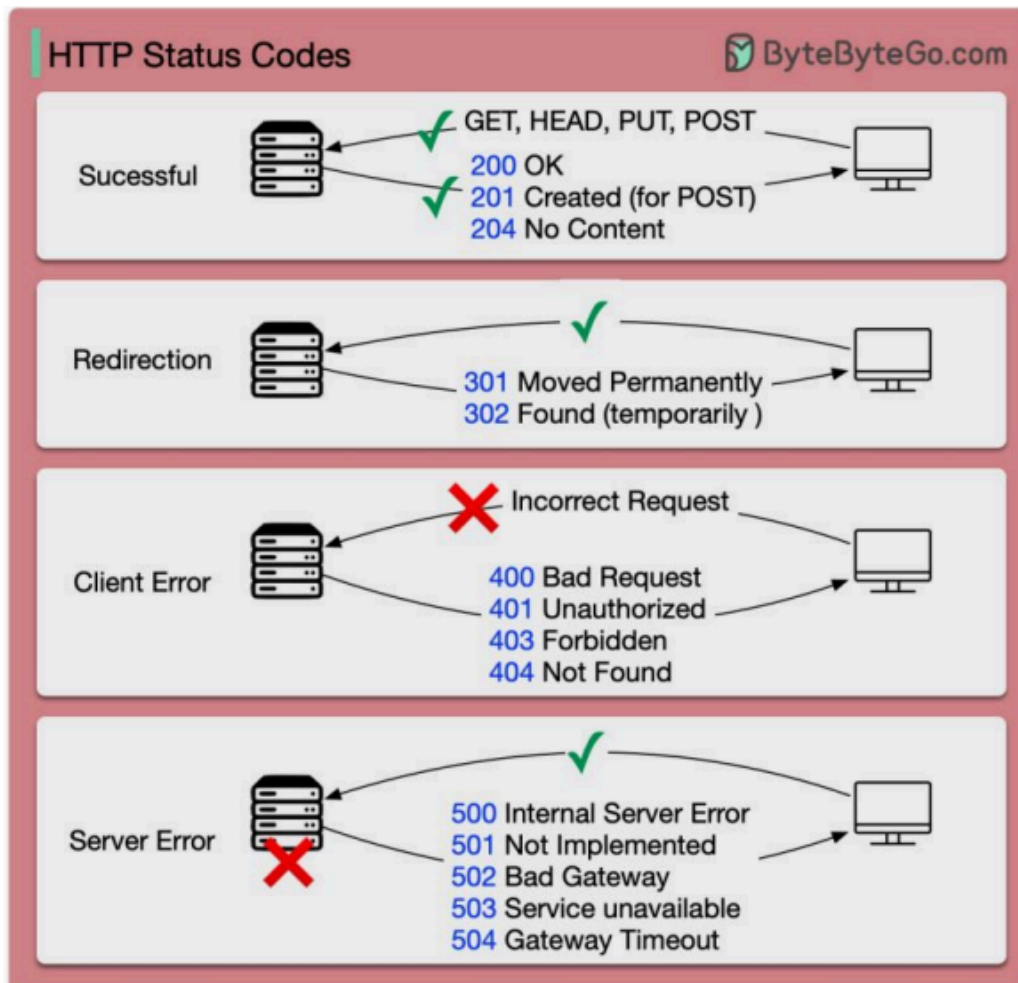 HTTP Status Codes
ByteByteGo.com
Sucessful
GET, HEAD, PUT, POST
200 OK
201 Created (for POST)
204 No Content
Redirection
301 Moved Permanently
302 Found (temporarily )
Client Error
Incorrect Request
400 Bad Request
401 Unauthorized
403 Forbidden
404 Not Found
Server Error
500 Internal Server Error
501 Not Implemented
502 Bad Gateway
503 Service unavailable
504 Gateway Timeout